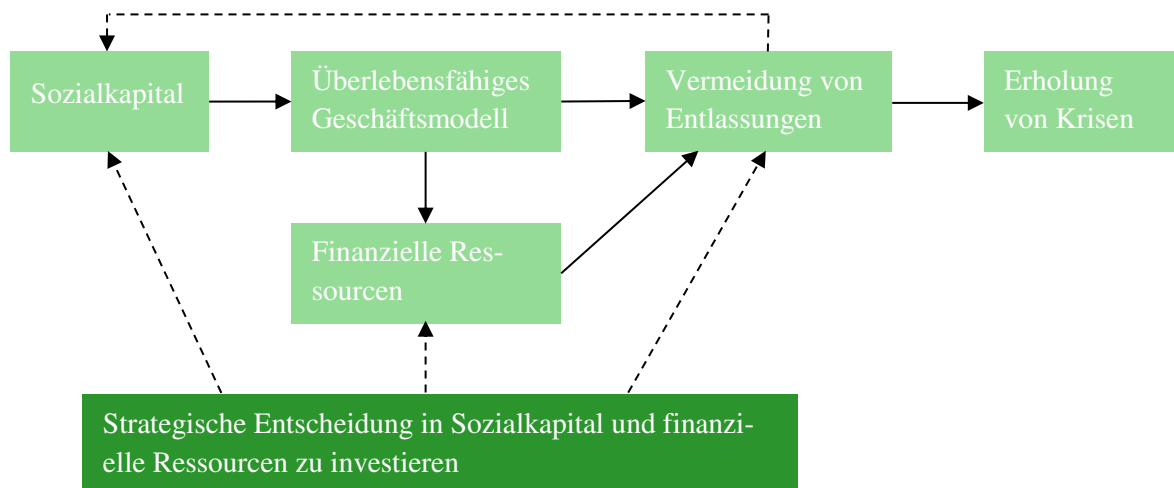 Sozialkapital
Überlebensfähiges
Geschäftsmodell
Vermeidung von
Entlassungen
Erholung
von Krisen
Finanzielle Res-
sourcen
Strategische Entscheidung in Sozialkapital und finanzi-
elle Ressourcen zu investieren